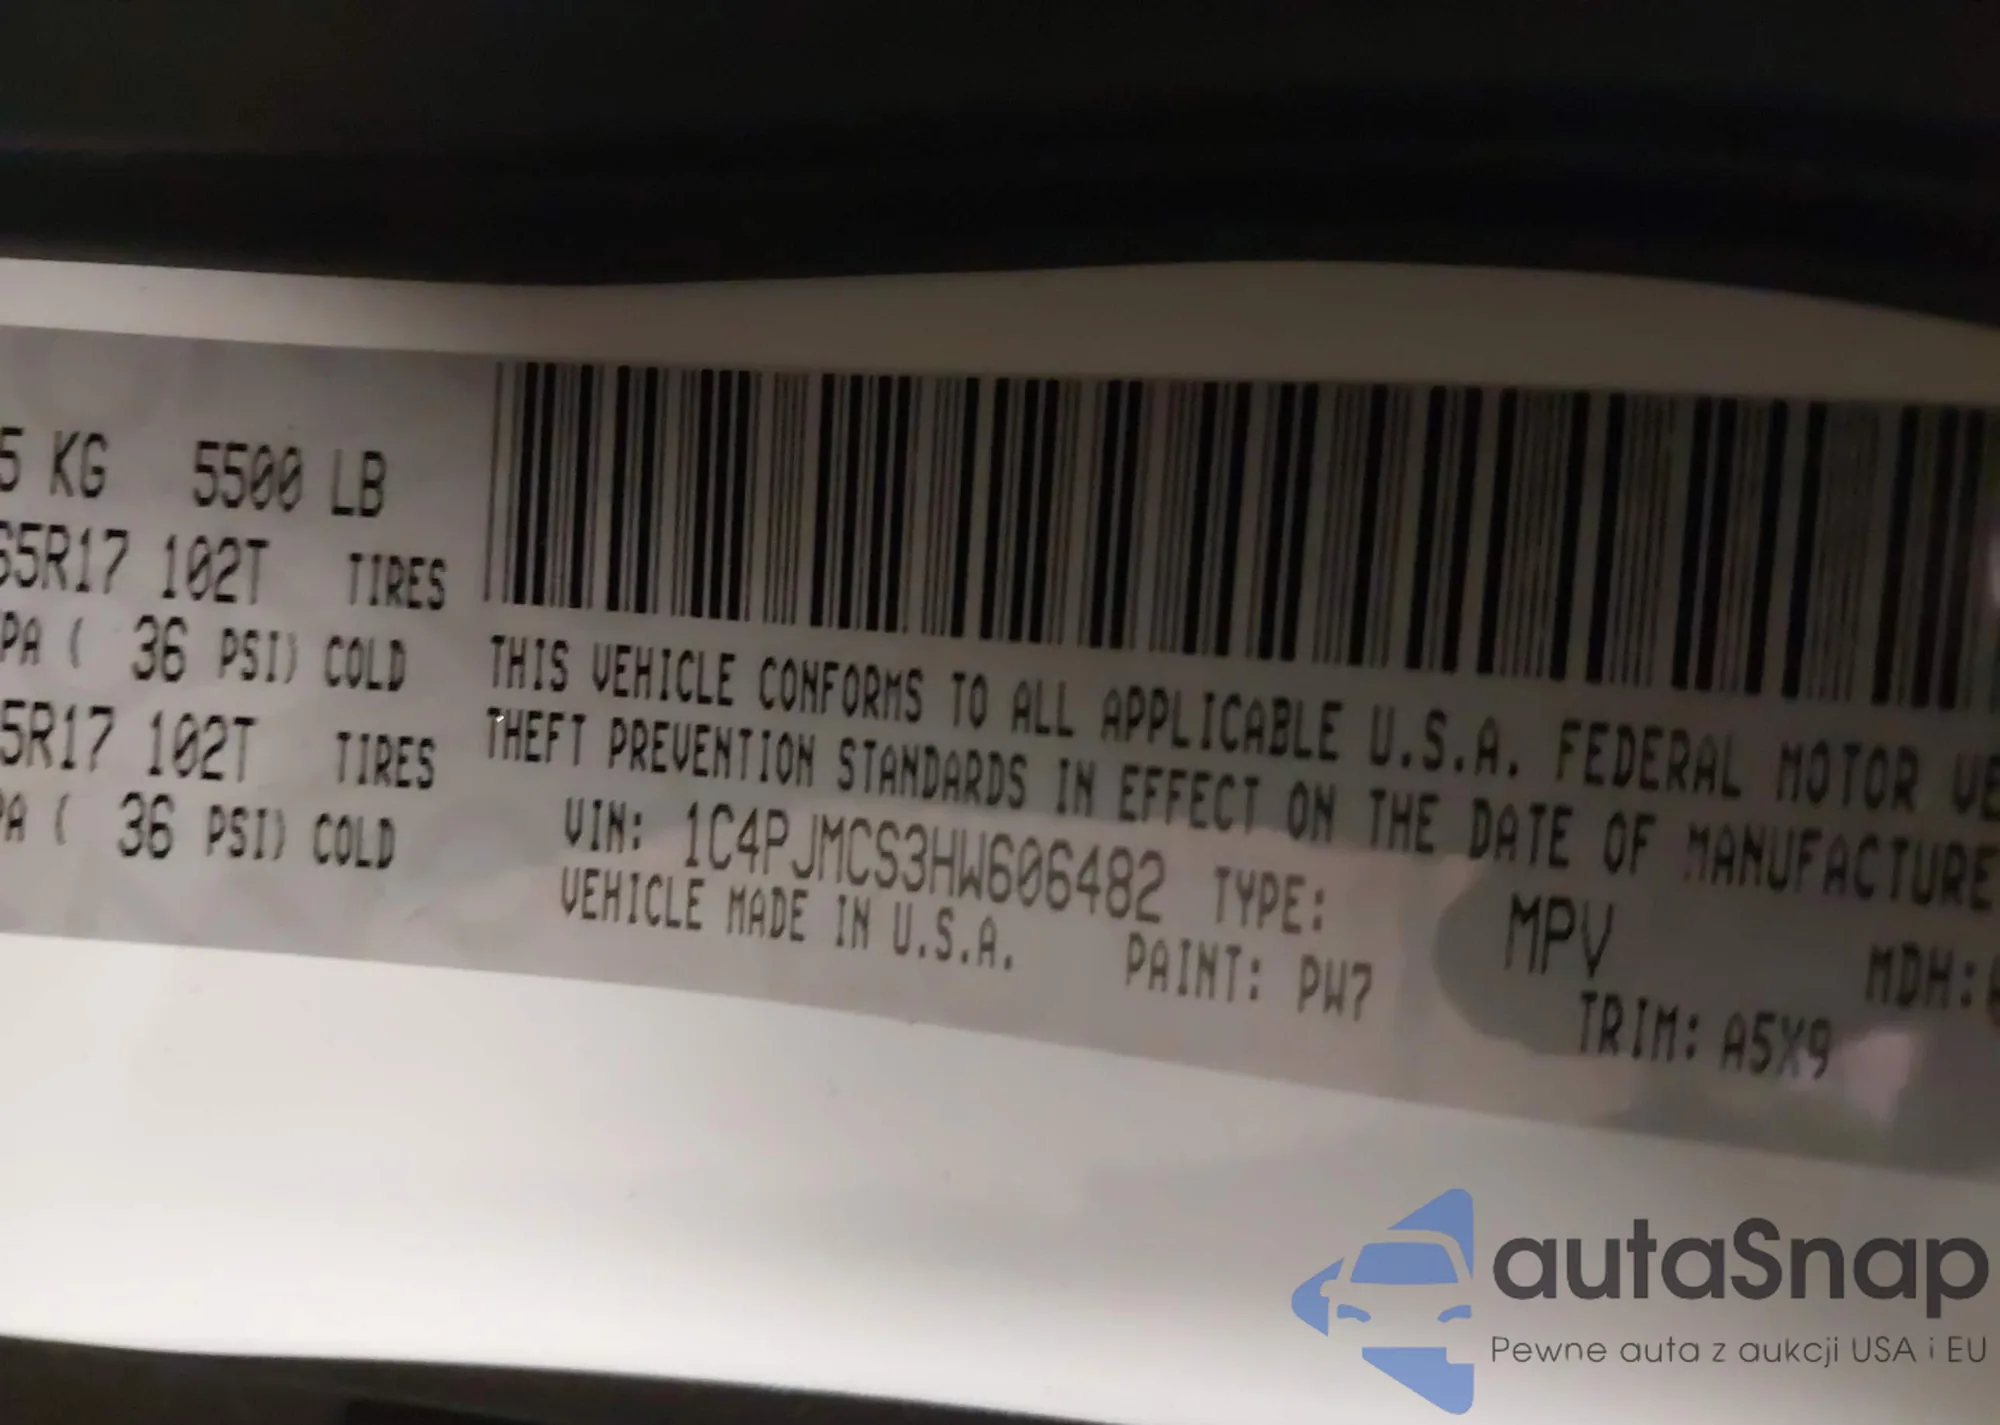 5 KG 5500 LB
65R17 102T TIRES
PA ( 36 PSI) COLD
5R17 102T TIRES
PA ( 36 PSI) COLD
THIS VEHICLE CONFORMS TO ALL APPLICABLE U.S.A. FEDERAL MOTOR VE
THEFT PREVENTION STANDARDS IN EFFECT ON THE DATE OF MANUFACTURE
VIN: 1C4PJMCS3HW606482 TYPE: MPV MDH:
VEHICLE MADE IN U.S.A. PAINT: PW7 TRIM: A5X9
autaSnap
Pewne auta z aukcji USA i EU